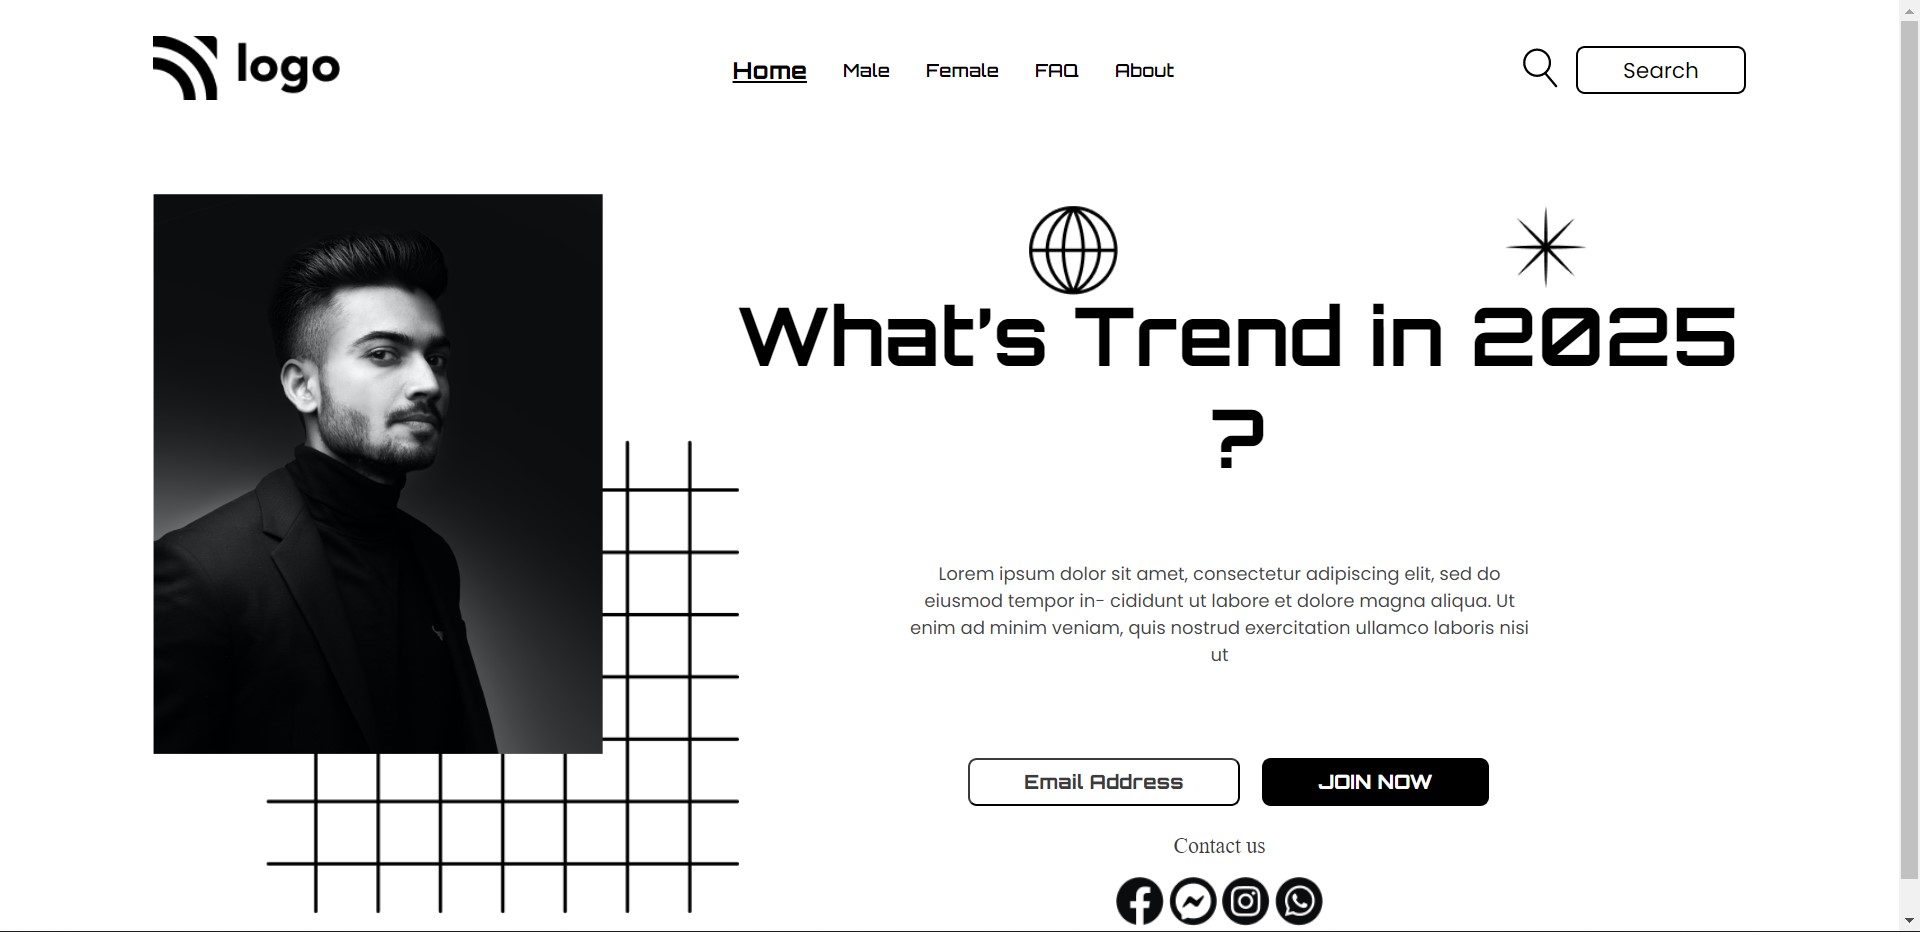 logo
Home Male Female FAQ About
Search
What's Trend in 2025
?
Lorem ipsum dolor sit amet, consectetur adipiscing elit, sed do
eiusmod tempor in- cididunt ut labore et dolore magna aliqua. Ut
enim ad minim veniam, quis nostrud exercitation ullamco laboris nisi
ut
Email Address JOIN NOW
Contact us